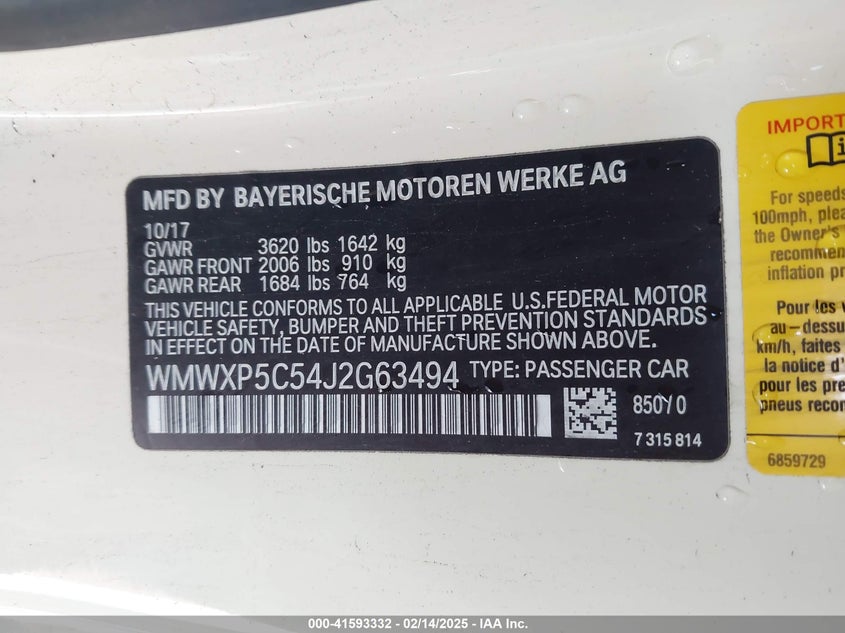 MFD BY BAYERISCHE MOTOREN WERKE AG
10/17
GVWR 3620 lbs 1642 kg
GAWR FRONT 2006 lbs 910 kg
GAWR REAR 1684 lbs 764 kg
THIS VEHICLE CONFORMS TO ALL APPLICABLE U.S.FEDERAL MOTOR
VEHICLE SAFETY, BUMPER AND THEFT PREVENTION STANDARDS
IN EFFECT ON THE DATE OF MANUFACTURE SHOWN ABOVE.
WMWXP5C54J2G63494 TYPE: PASSENGER CAR
850/0
7 315 814
IMPORT
For speeds
100mph, plea
the Owner's
recommen
inflation pr
Pour les v
au-dessu
km/h, faites
la notice d'
pour les
pneus recom
6859729
000-41593332 - 02/14/2025 - IAA Inc.